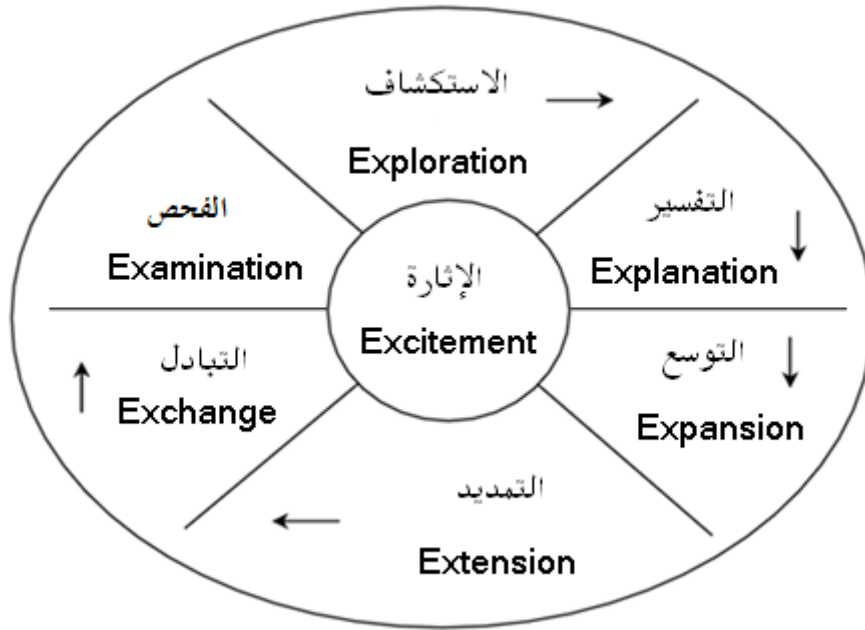 الاستكشاف
Exploration
التفسير
Explanation
التوسع
Expansion
التمديد
Extension
التبادل
Exchange
الفحص
Examination
الإثارة
Excitement